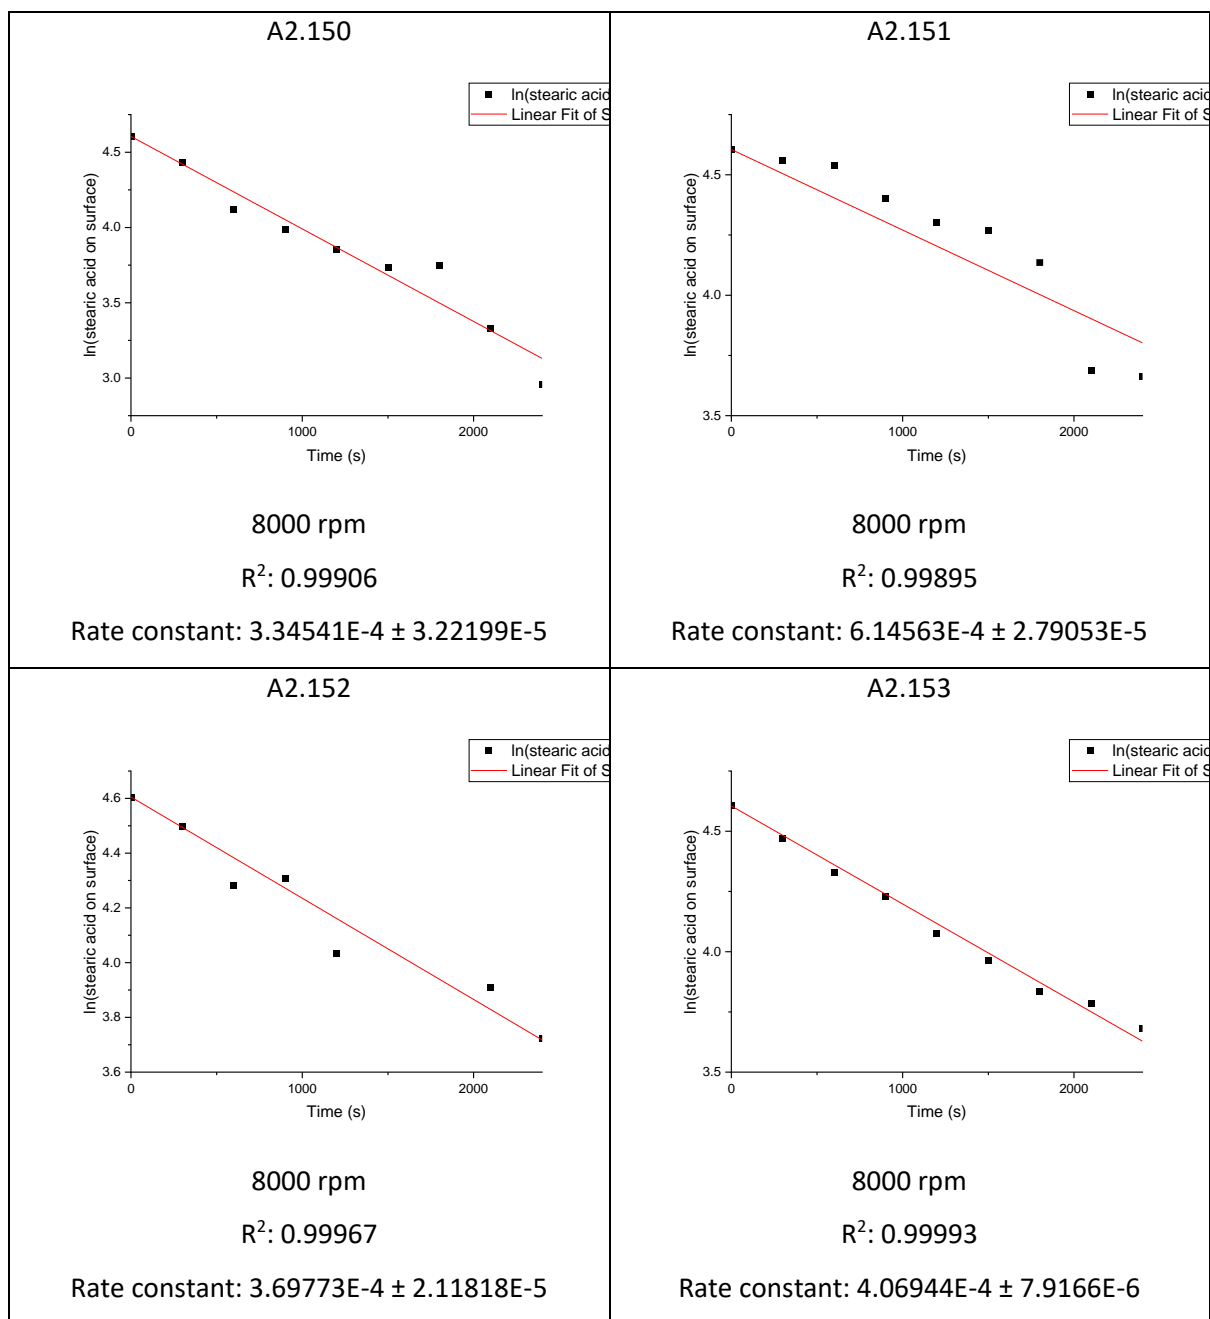 A2.150
ln(stearic acid
Linear Fit of S
4.5
4.0
3.5
3.0
ln(stearic acid on surface)
0
1000
2000
Time (s)
8000 rpm
R²: 0.99906
Rate constant: 3.34541E-4 ± 3.22199E-5
A2.151
ln(stearic acid
Linear Fit of S
4.5
4.0
3.5
ln(stearic acid on surface)
0
1000
2000
Time (s)
8000 rpm
R²: 0.99895
Rate constant: 6.14563E-4 ± 2.79053E-5
A2.152
ln(stearic acid
Linear Fit of S
4.6
4.4
4.2
4.0
3.8
3.6
ln(stearic acid on surface)
0
1000
2000
Time (s)
8000 rpm
R²: 0.99967
Rate constant: 3.69773E-4 ± 2.11818E-5
A2.153
ln(stearic acid
Linear Fit of S
4.5
4.0
3.5
ln(stearic acid on surface)
0
1000
2000
Time (s)
8000 rpm
R²: 0.99993
Rate constant: 4.06944E-4 ± 7.9166E-6